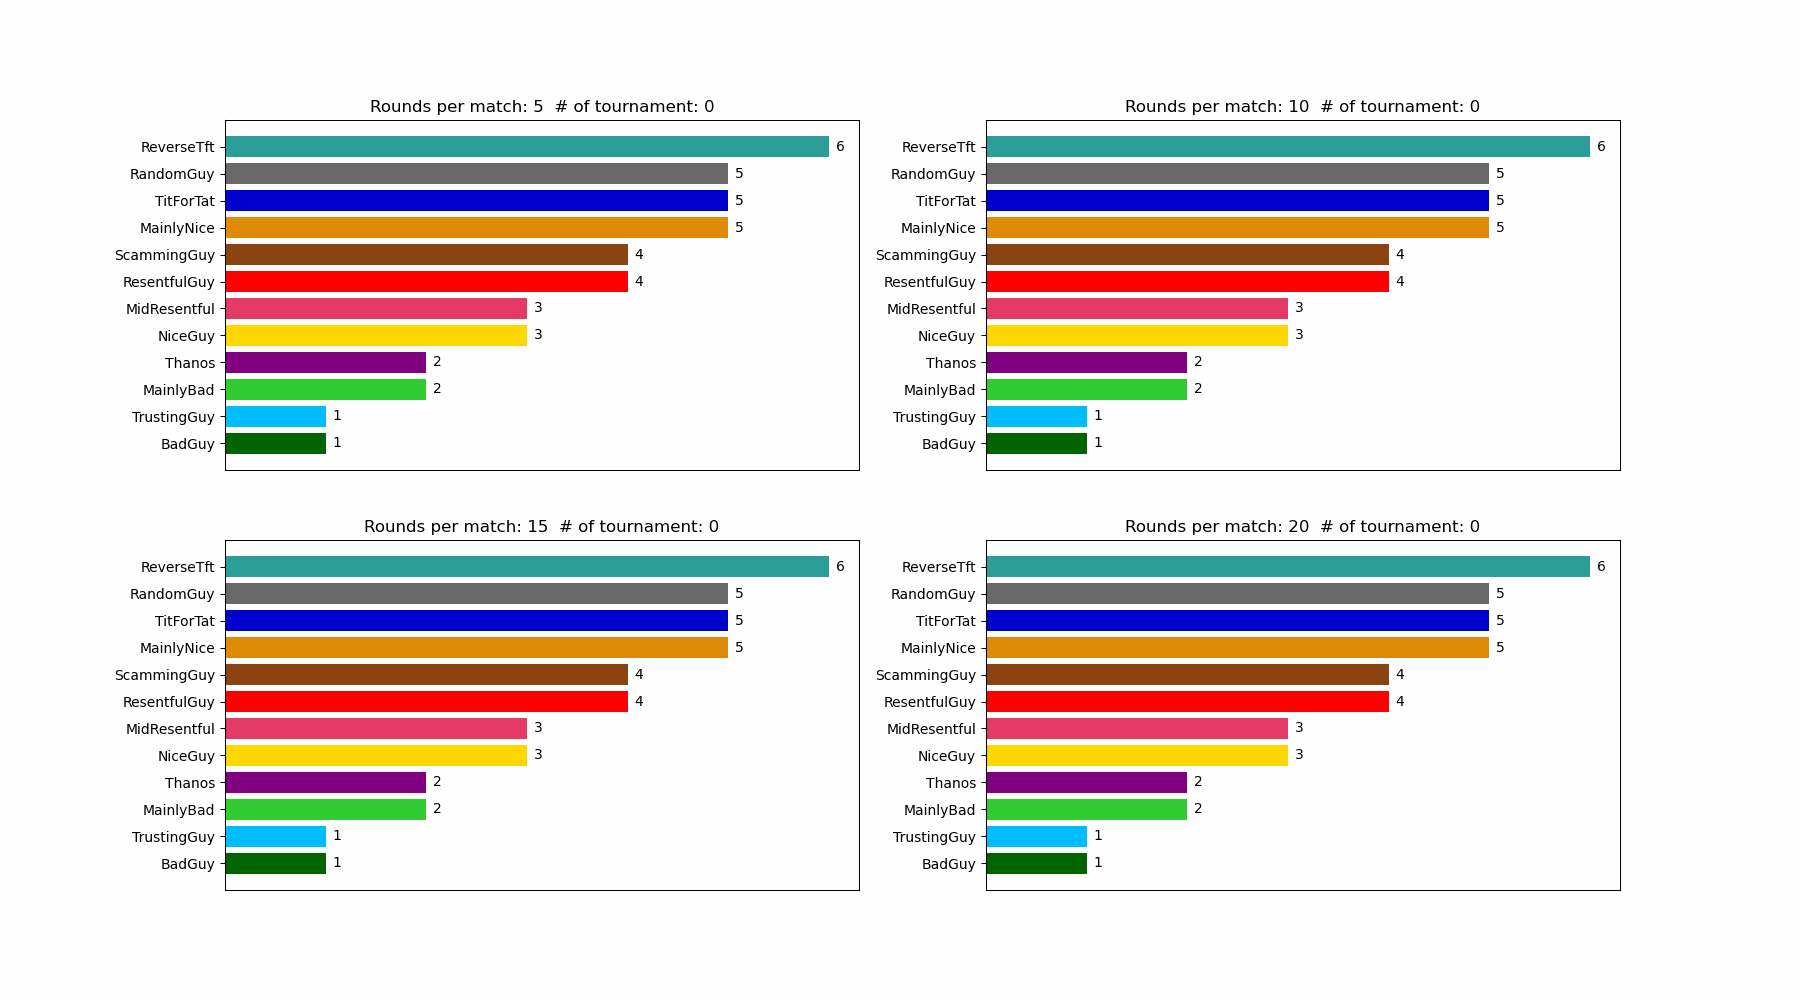 Rounds per match: 5  # of tournament: 0
ReverseTft 6
RandomGuy 5
TitForTat 5
MainlyNice 5
ScammingGuy 4
ResentfulGuy 4
MidResentful 3
NiceGuy 3
Thanos 2
MainlyBad 2
TrustingGuy 1
BadGuy 1
Rounds per match: 10  # of tournament: 0
ReverseTft 6
RandomGuy 5
TitForTat 5
MainlyNice 5
ScammingGuy 4
ResentfulGuy 4
MidResentful 3
NiceGuy 3
Thanos 2
MainlyBad 2
TrustingGuy 1
BadGuy 1
Rounds per match: 15  # of tournament: 0
ReverseTft 6
RandomGuy 5
TitForTat 5
MainlyNice 5
ScammingGuy 4
ResentfulGuy 4
MidResentful 3
NiceGuy 3
Thanos 2
MainlyBad 2
TrustingGuy 1
BadGuy 1
Rounds per match: 20  # of tournament: 0
ReverseTft 6
RandomGuy 5
TitForTat 5
MainlyNice 5
ScammingGuy 4
ResentfulGuy 4
MidResentful 3
NiceGuy 3
Thanos 2
MainlyBad 2
TrustingGuy 1
BadGuy 1